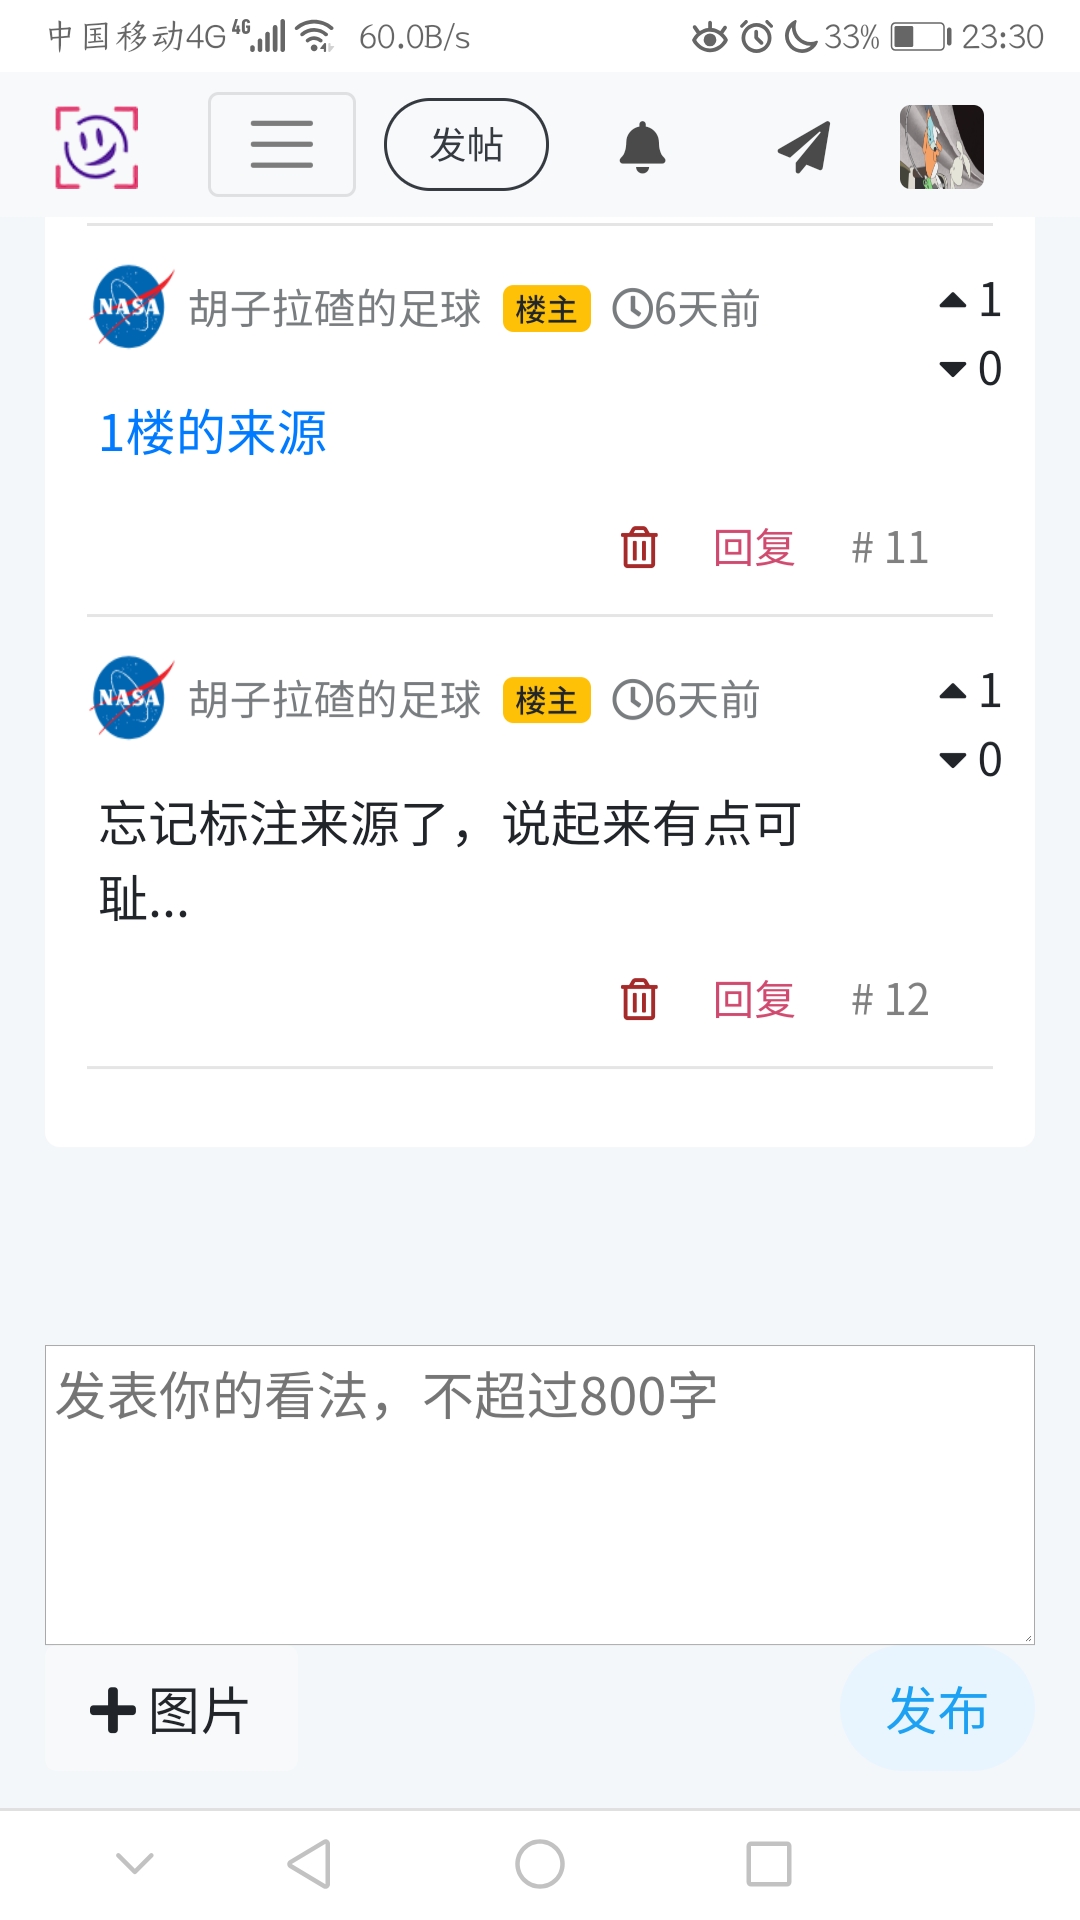 中国移动4G 4G 60.0B/s 33% 23:30
发帖
NASA 胡子拉碴的足球 楼主 6天前 1
0
1楼的来源
回复 # 11
NASA 胡子拉碴的足球 楼主 6天前 1
0
忘记标注来源了，说起来有点可
耻...
回复 # 12
发表你的看法，不超过800字
图片 发布